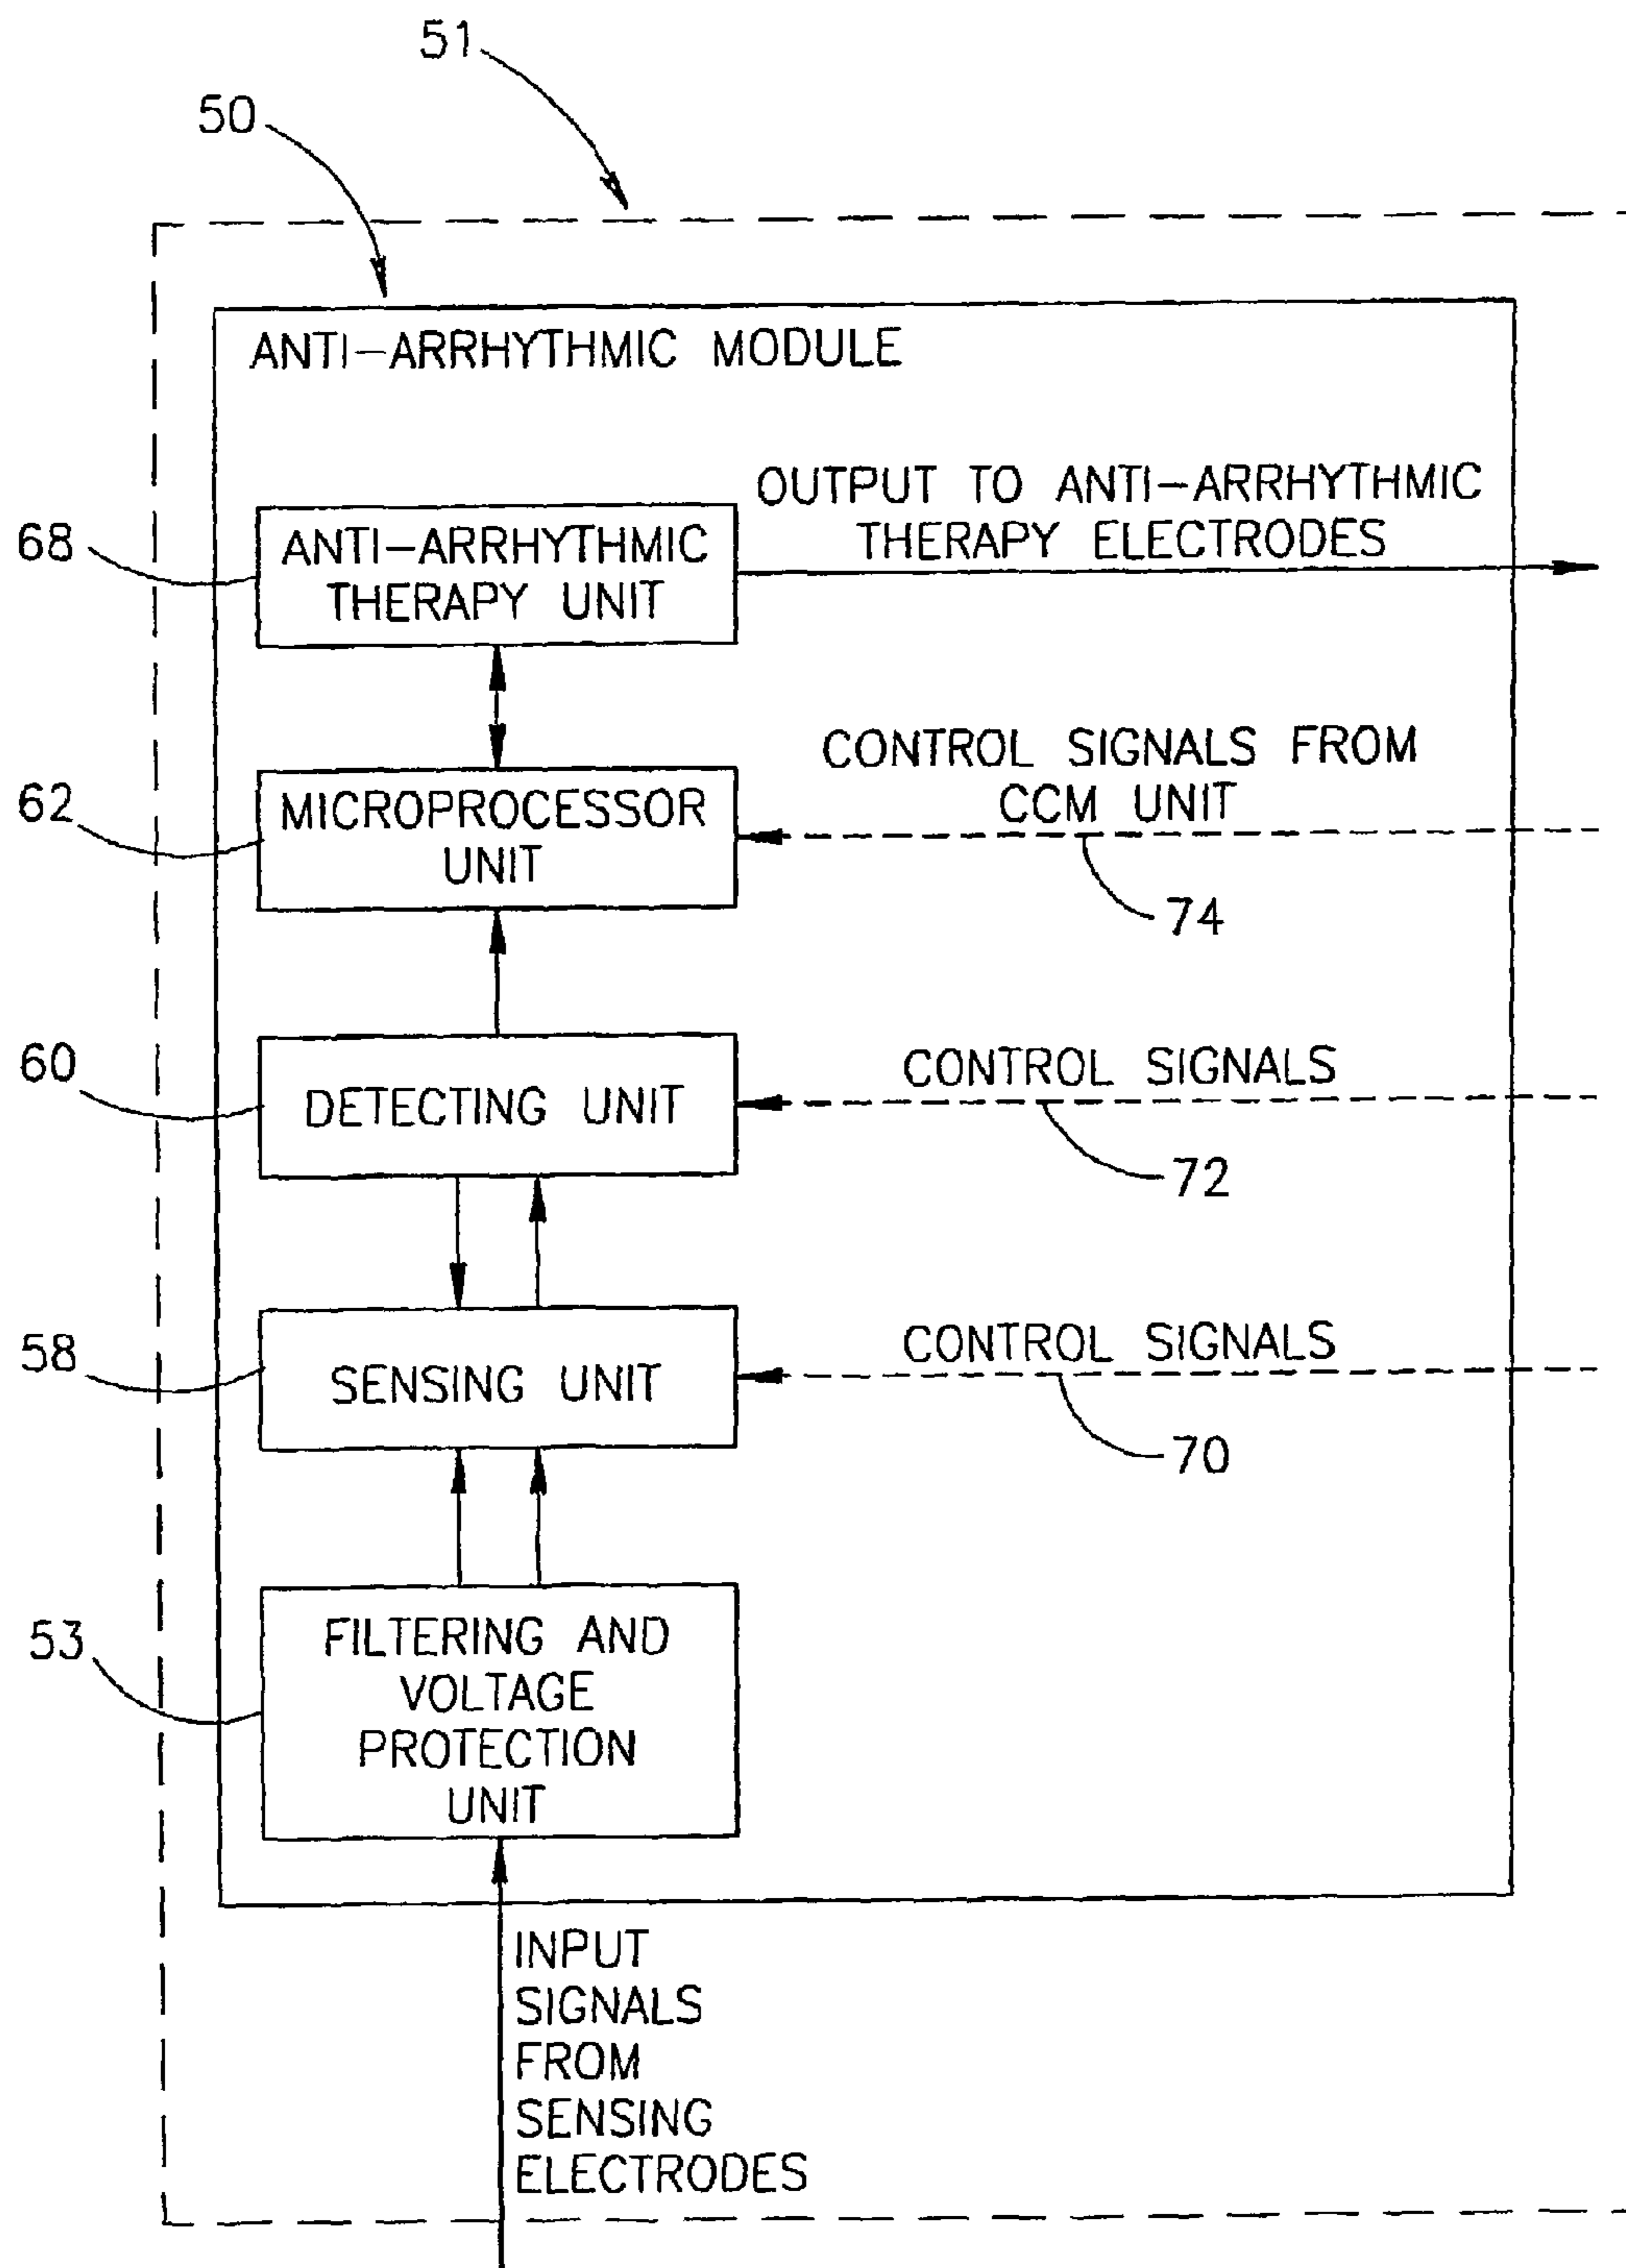 51
50
ANTI-ARRHYTHMIC MODULE
OUTPUT TO ANTI-ARRHYTHMIC
THERAPY ELECTRODES
68
ANTI-ARRHYTHMIC
THERAPY UNIT
CONTROL SIGNALS FROM
CCM UNIT
62
MICROPROCESSOR
UNIT
74
60
DETECTING UNIT
CONTROL SIGNALS
72
58
SENSING UNIT
CONTROL SIGNALS
70
53
FILTERING AND
VOLTAGE
PROTECTION
UNIT
INPUT
SIGNALS
FROM
SENSING
ELECTRODES